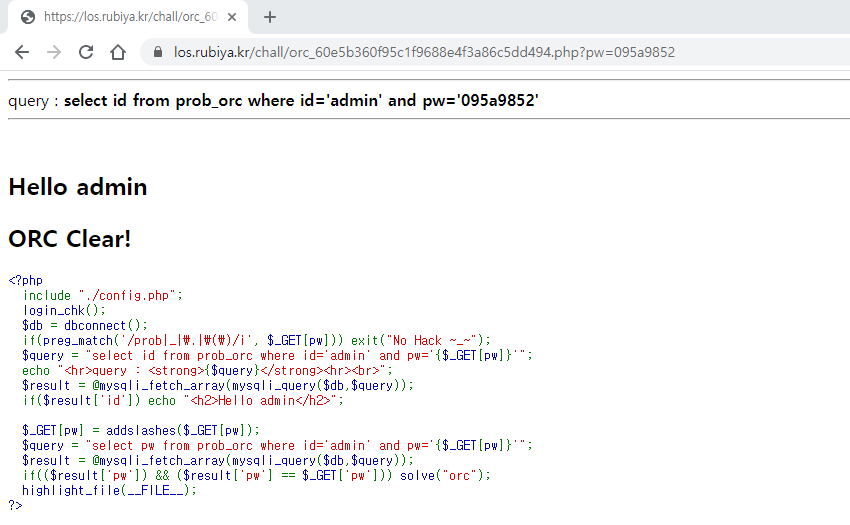 https://los.rubiya.kr/chall/orc_60
los.rubiya.kr/chall/orc_60e5b360f95c1f9688e4f3a86c5dd494.php?pw=095a9852
query : select id from prob_orc where id='admin' and pw='095a9852'
Hello admin
ORC Clear!
<?php
  include "./config.php";
  login_chk();
  $db = dbconnect();
  if(preg_match('/prob|_|₩.|₩(₩)/i', $_GET[pw])) exit("No Hack ~_~");
  $query = "select id from prob_orc where id='admin' and pw='{$_GET[pw]}'";
  echo "<hr>query : <strong>{$query}</strong><hr><br>";
  $result = @mysqli_fetch_array(mysqli_query($db,$query));
  if($result['id']) echo "<h2>Hello admin</h2>";
  $_GET[pw] = addslashes($_GET[pw]);
  $query = "select pw from prob_orc where id='admin' and pw='{$_GET[pw]}'";
  $result = @mysqli_fetch_array(mysqli_query($db,$query));
  if(($result['pw']) && ($result['pw'] == $_GET['pw'])) solve("orc");
  highlight_file(__FILE__);
?>